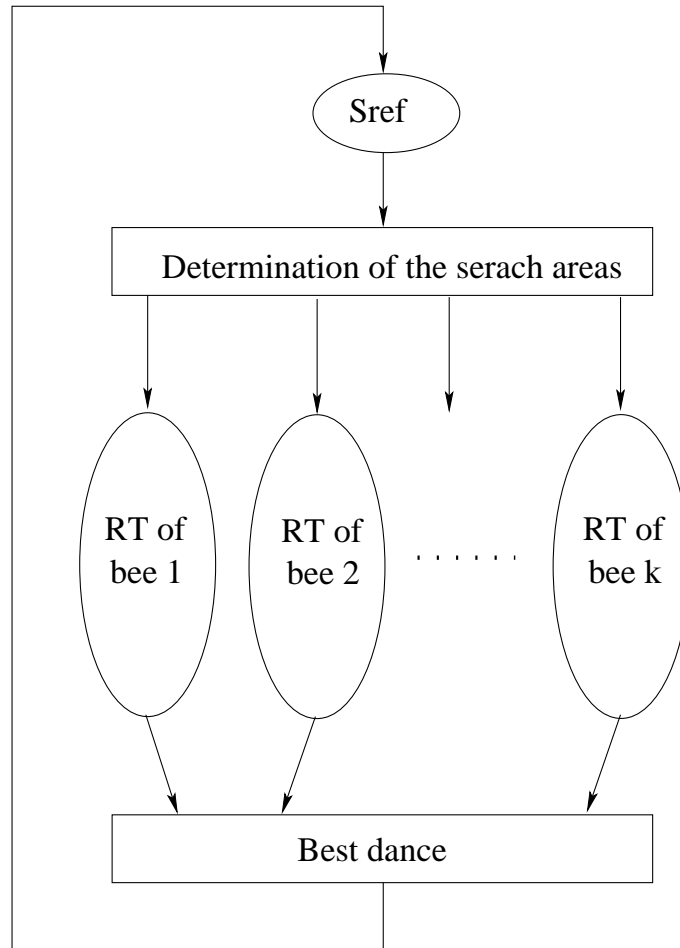 Sref
Determination of the serach areas
RT of
bee 1
RT of
bee 2
. . . . . .
RT of
bee k
Best dance